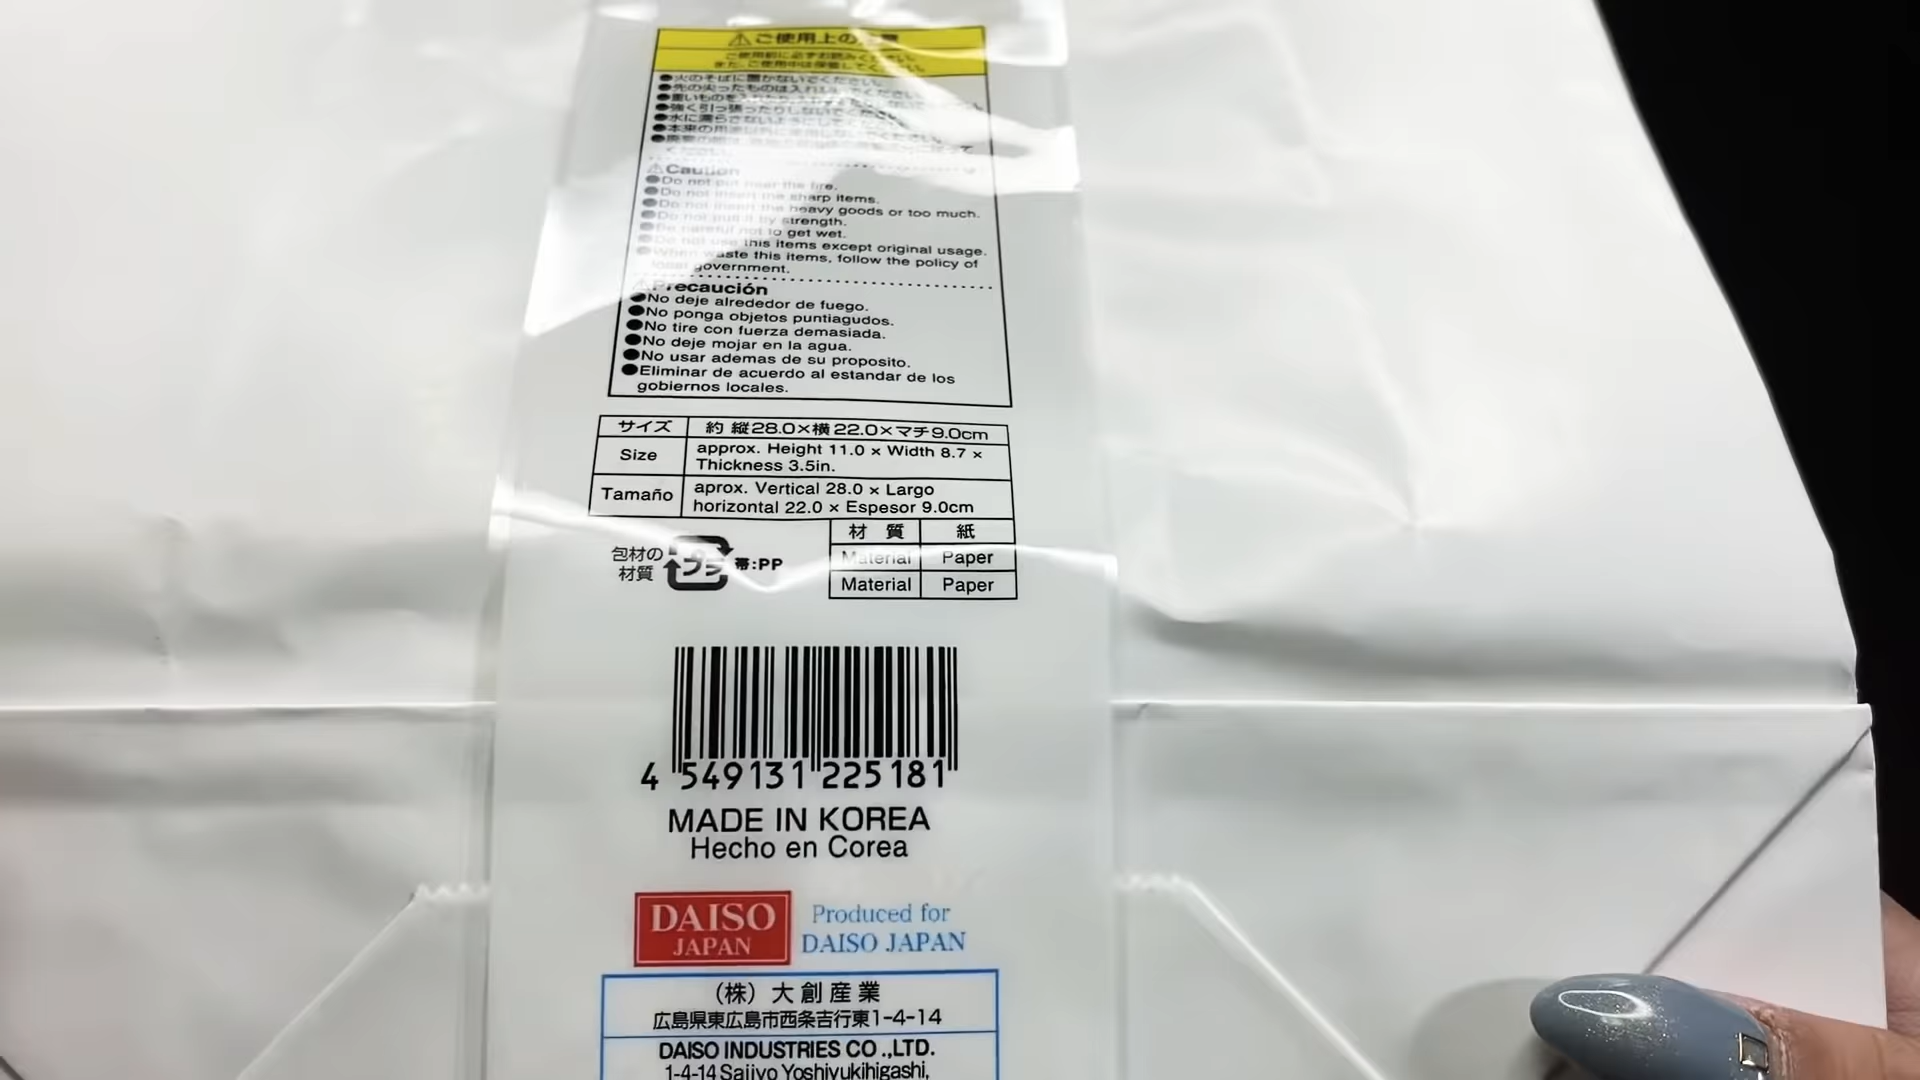 ⚠ご使用上の注意
ご使用前に必ずお読みください。
また、ご使用中は保管してください。
●火のそばに置かないでください。
●先の尖ったものは入れないでください
●重いものを
●強く引っ張ったりしないでください
●水に濡らさないようにしてください
●本来の用途以外に使用しないでください。
⚠Caution
●Do not put near the fire.
●Do not insert the sharp items.
●Do not insert the heavy goods or too much.
●Do not pull it by strength.
●Be careful not to get wet.
●Do not use this items except original usage.
●When waste this items, follow the policy of
local government.
⚠Precaución
●No deje alrededor de fuego.
●No ponga objetos puntiagudos.
●No tire con fuerza demasiada.
●No deje mojar en la agua.
●No usar ademas de su proposito.
●Eliminar de acuerdo al estandar de los
gobiernos locales.
サイズ 約 縦28.0×横22.0×マチ9.0cm
Size approx. Height 11.0 × Width 8.7 ×
Thickness 3.5in.
Tamaño aprox. Vertical 28.0 × Largo
horizontal 22.0 × Espesor 9.0cm
材 質 紙
Material Paper
Material Paper
包材の
材質
プラ 帯:PP
4 549131 225181
MADE IN KOREA
Hecho en Corea
DAISO
JAPAN
Produced for
DAISO JAPAN
(株)大創産業
広島県東広島市西条吉行東1-4-14
DAISO INDUSTRIES CO.,LTD.
1-4-14 Saijyo Yoshiyukihigashi,